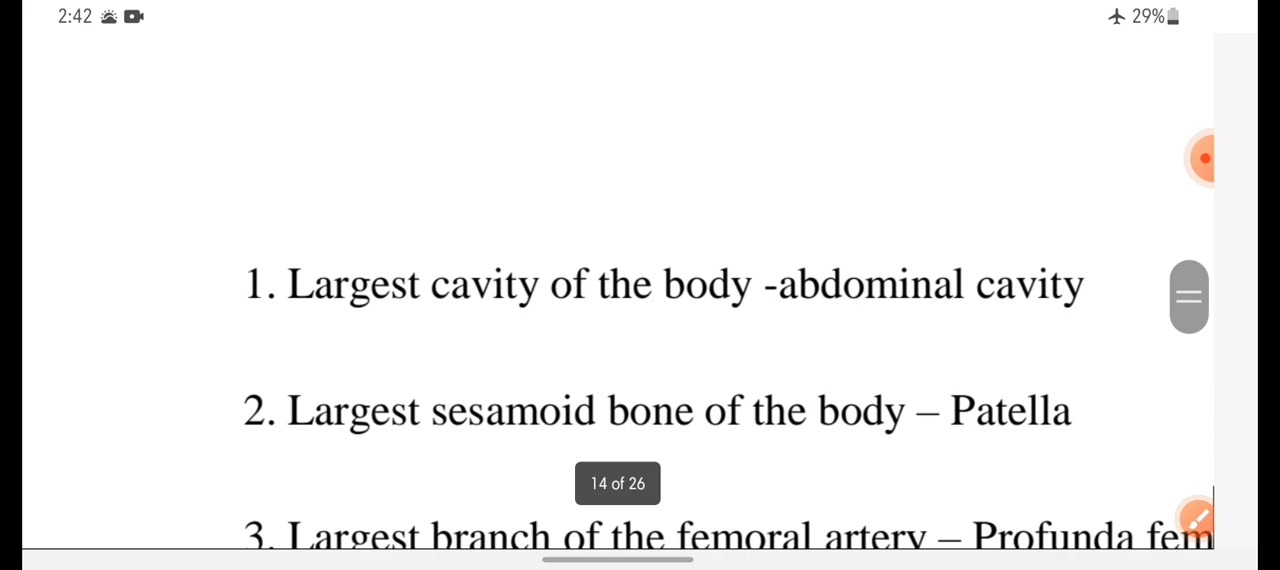 2:42
29%
1. Largest cavity of the body -abdominal cavity
2. Largest sesamoid bone of the body – Patella
14 of 26
3. Largest branch of the femoral artery – Profunda fem